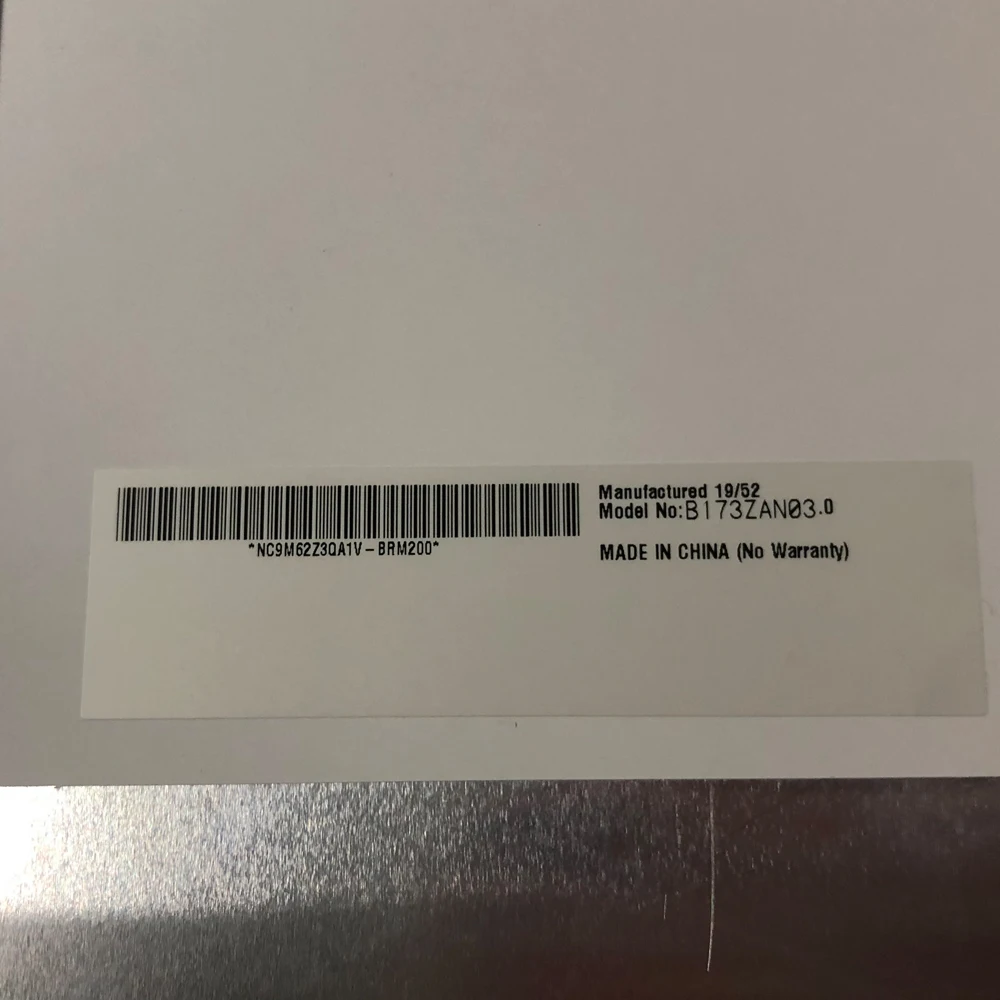 Manufactured 19/52
Model No:B173ZAN03.0
*NC9M62Z3QA1V-BRM200*
MADE IN CHINA (No Warranty)